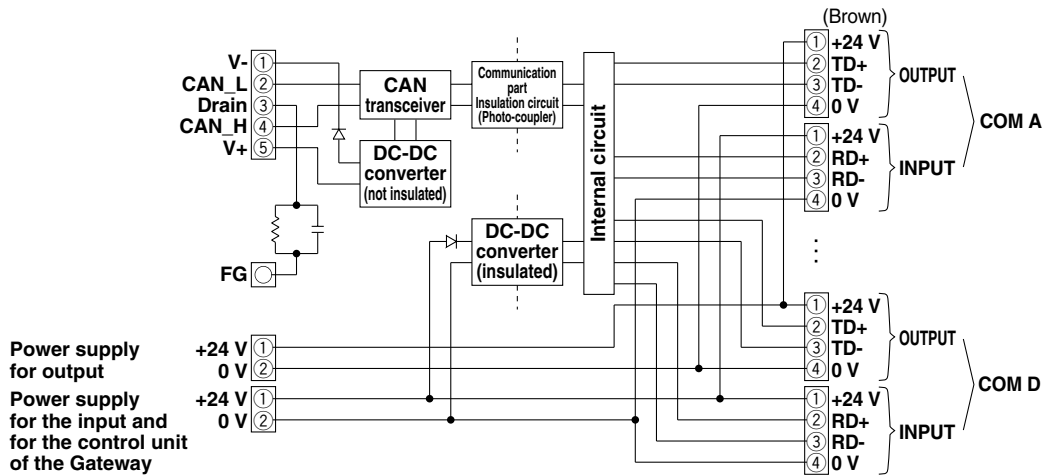 (Brown)
V- ①
CAN_L ②
Drain ③
CAN_H ④
V+ ⑤
CAN
transceiver
Communication
part
Insulation circuit
(Photo-coupler)
DC-DC
converter
(not insulated)
DC-DC
converter
(insulated)
Internal circuit
FG
① +24 V
② TD+
③ TD-
④ 0 V
OUTPUT
① +24 V
② RD+
③ RD-
④ 0 V
INPUT
COM A
⋮
① +24 V
② TD+
③ TD-
④ 0 V
OUTPUT
① +24 V
② RD+
③ RD-
④ 0 V
INPUT
COM D
Power supply
for output
+24 V ①
0 V ②
Power supply
for the input and
for the control unit
of the Gateway
+24 V ①
0 V ②